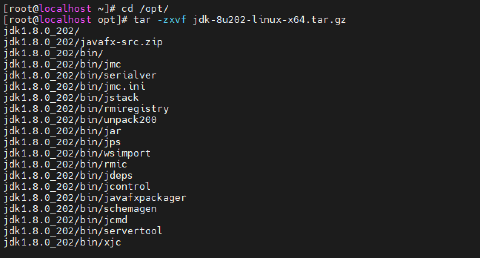 [root@localhost ~]# cd /opt/
[root@localhost opt]# tar -zxvf jdk-8u202-linux-x64.tar.gz
jdk1.8.0_202/
jdk1.8.0_202/javafx-src.zip
jdk1.8.0_202/bin/
jdk1.8.0_202/bin/jmc
jdk1.8.0_202/bin/serialver
jdk1.8.0_202/bin/jmc.ini
jdk1.8.0_202/bin/jstack
jdk1.8.0_202/bin/rmiregistry
jdk1.8.0_202/bin/unpack200
jdk1.8.0_202/bin/jar
jdk1.8.0_202/bin/jps
jdk1.8.0_202/bin/wsimport
jdk1.8.0_202/bin/rmic
jdk1.8.0_202/bin/jdeps
jdk1.8.0_202/bin/jcontrol
jdk1.8.0_202/bin/javafxpackager
jdk1.8.0_202/bin/schemagen
jdk1.8.0_202/bin/jcmd
jdk1.8.0_202/bin/servertool
jdk1.8.0_202/bin/xjc